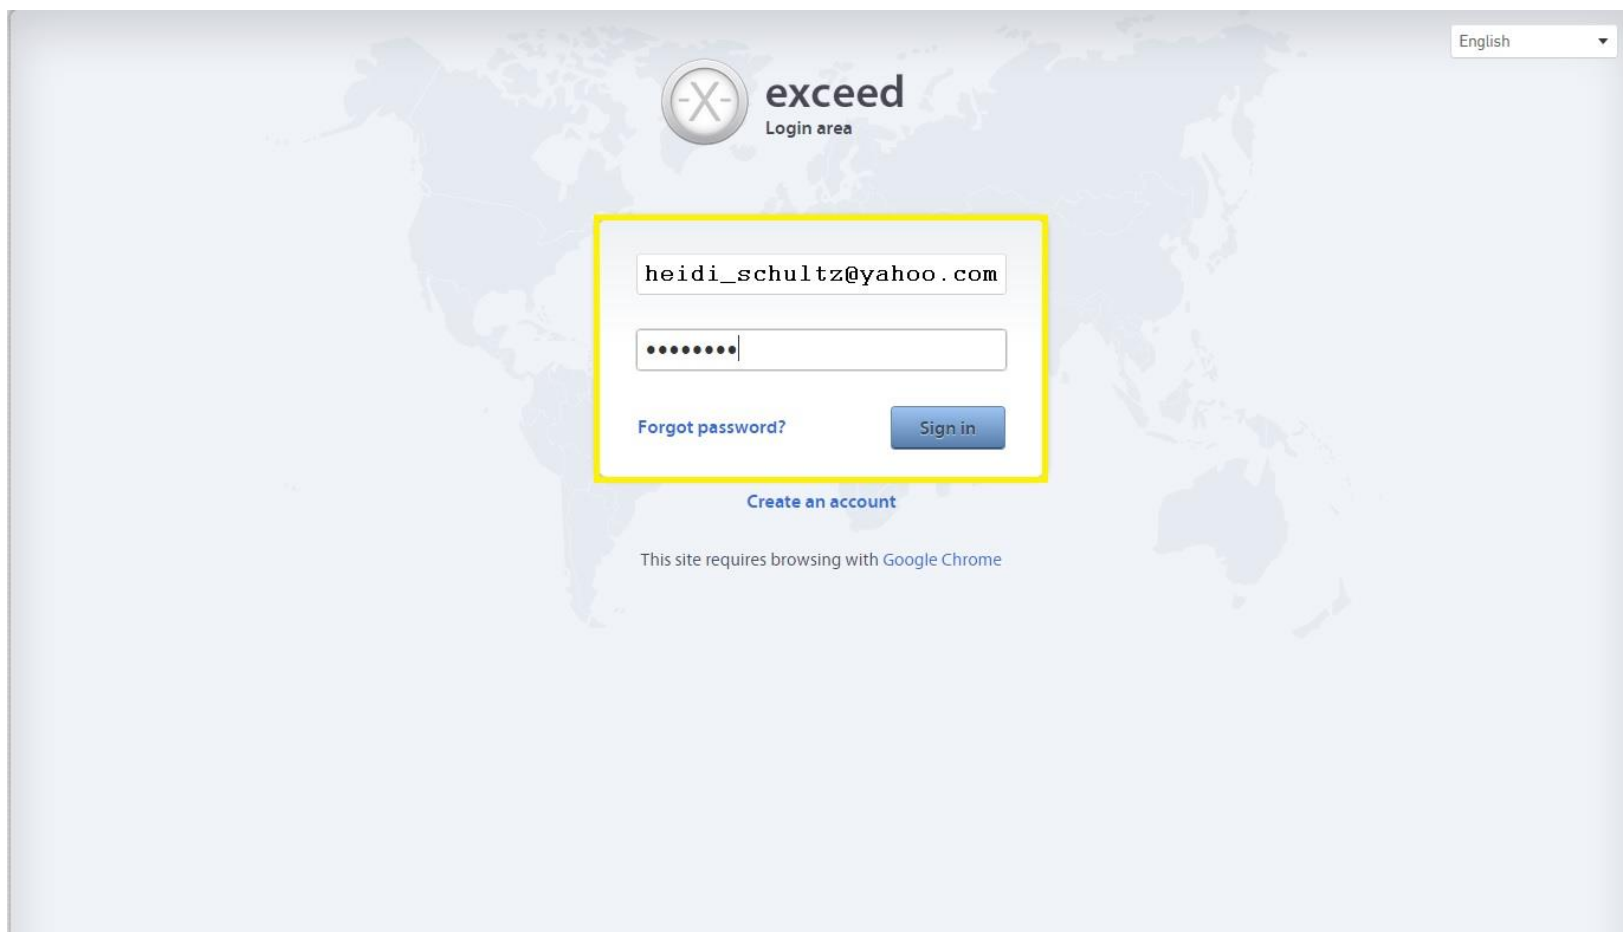 English
-X-
exceed
Login area
heidi_schultz@yahoo.com
••••••••
Forgot password?
Sign in
Create an account
This site requires browsing with Google Chrome